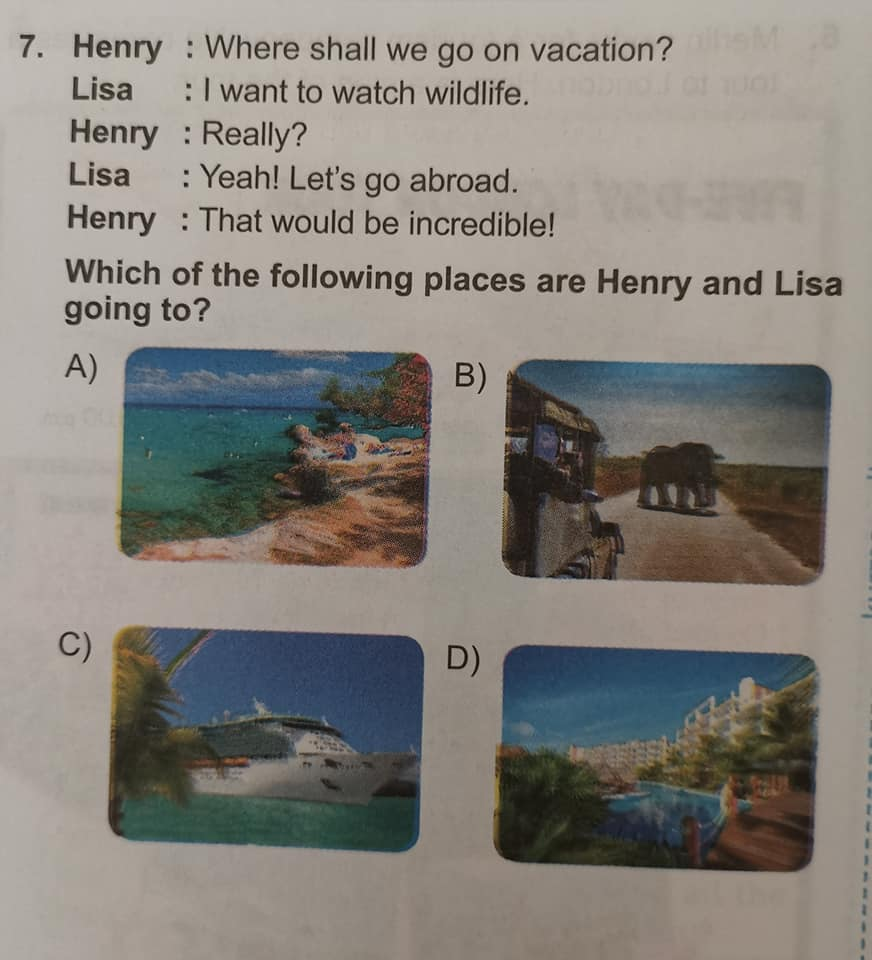 7. Henry : Where shall we go on vacation?
Lisa : I want to watch wildlife.
Henry : Really?
Lisa : Yeah! Let's go abroad.
Henry : That would be incredible!
Which of the following places are Henry and Lisa
going to?
A)
B)
C)
D)